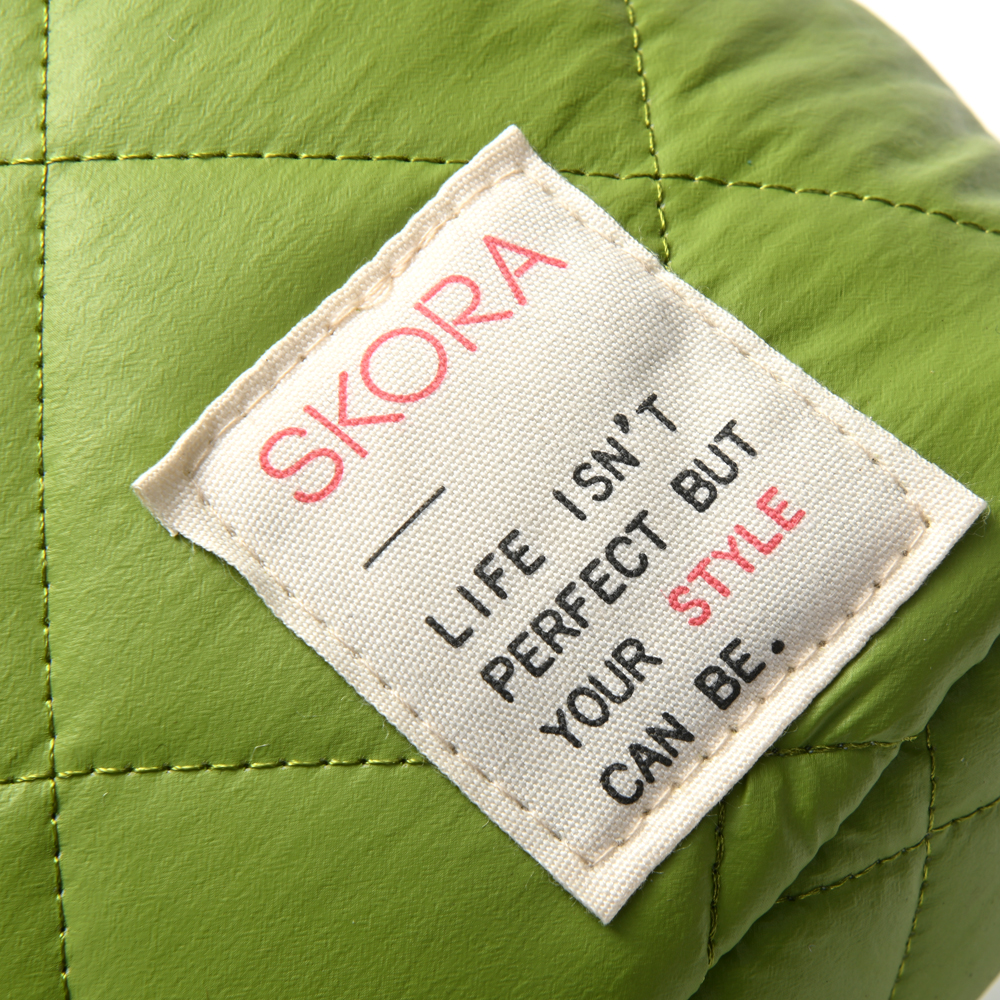 SKORA
LIFE ISN'T
PERFECT BUT
YOUR STYLE
CAN BE.